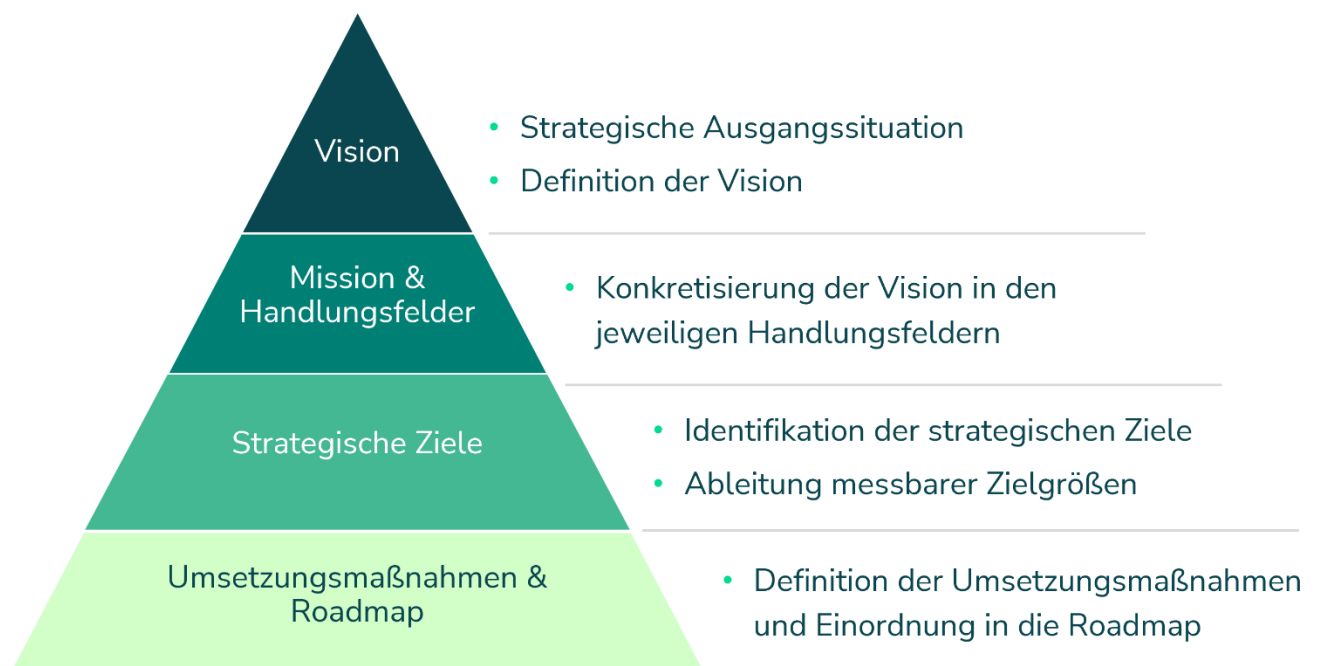 Vision
• Strategische Ausgangssituation
• Definition der Vision
Mission &
Handlungsfelder
• Konkretisierung der Vision in den
jeweiligen Handlungsfeldern
Strategische Ziele
• Identifikation der strategischen Ziele
• Ableitung messbarer Zielgrößen
Umsetzungsmaßnahmen &
Roadmap
• Definition der Umsetzungsmaßnahmen
und Einordnung in die Roadmap